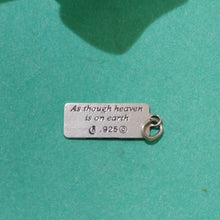 As though heaven
is on earth
.925©